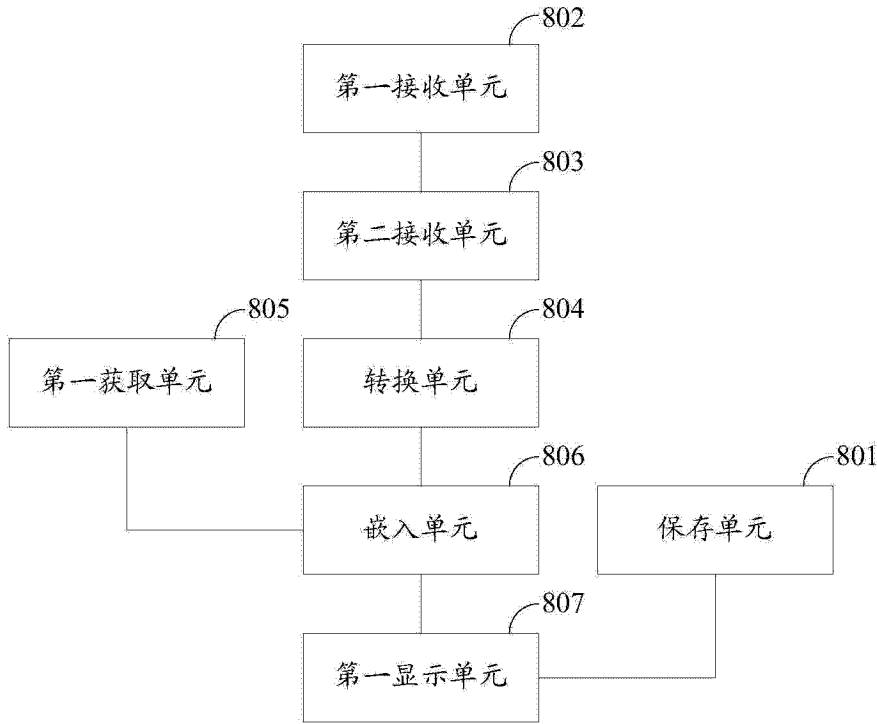 802
第一接收单元
803
第二接收单元
805
804
第一获取单元
转换单元
806
801
嵌入单元
保存单元
807
第一显示单元